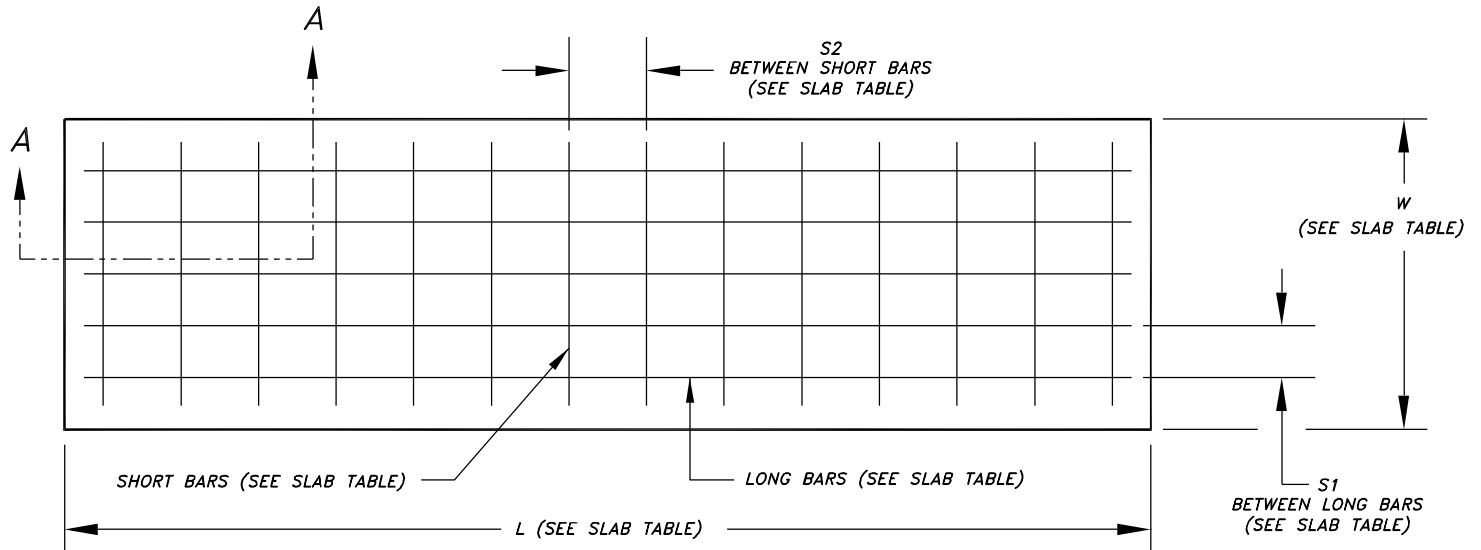 A
S2
BETWEEN SHORT BARS
(SEE SLAB TABLE)
A
W
(SEE SLAB TABLE)
SHORT BARS (SEE SLAB TABLE)
LONG BARS (SEE SLAB TABLE)
S1
BETWEEN LONG BARS
(SEE SLAB TABLE)
L (SEE SLAB TABLE)